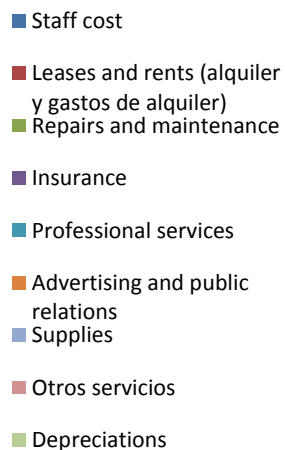 Staff cost
Leases and rents (alquiler
y gastos de alquiler)
Repairs and maintenance
Insurance
Professional services
Advertising and public
relations
Supplies
Otros servicios
Depreciations